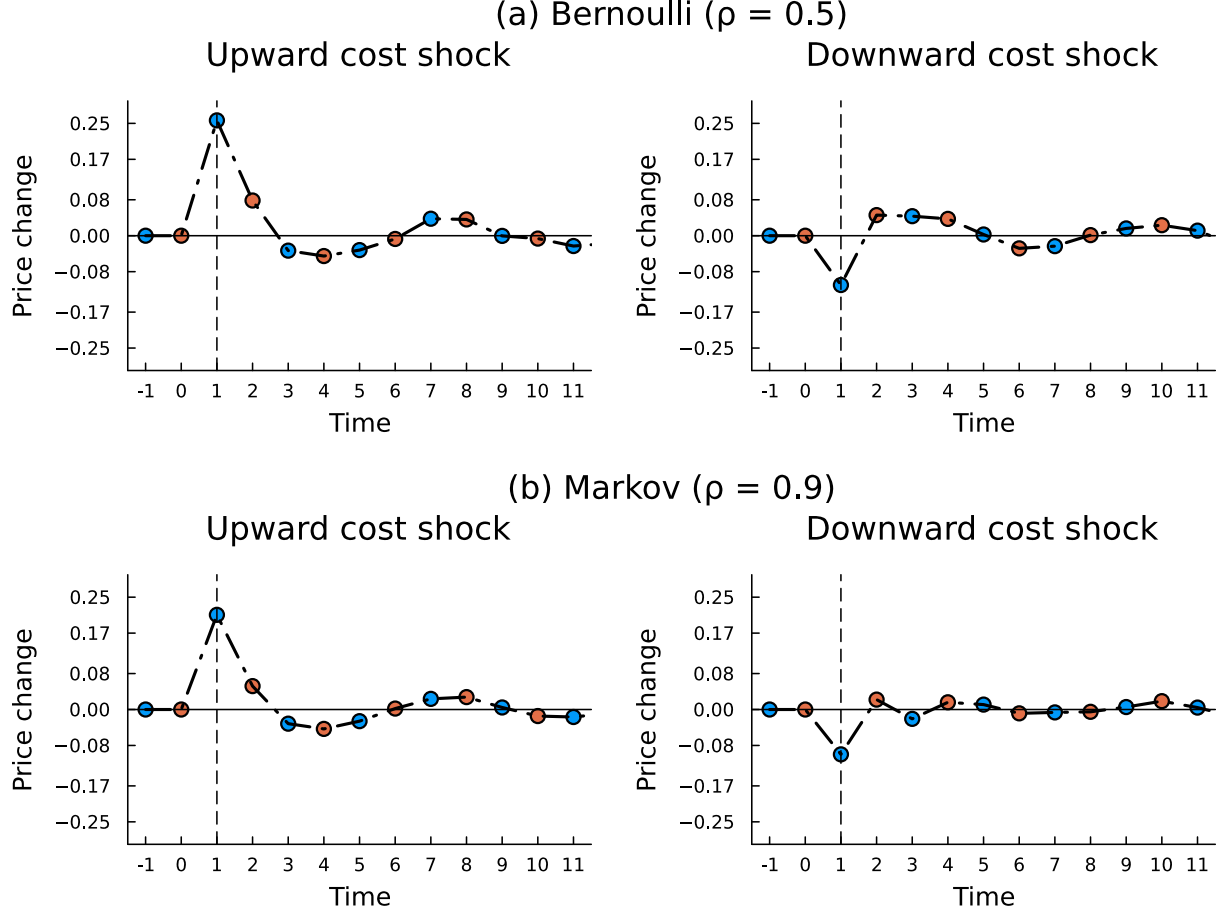 (a) Bernoulli (ρ = 0.5)
Upward cost shock
Price change
0.25
0.17
0.08
0.00
−0.08
−0.17
−0.25
-1 0 1 2 3 4 5 6 7 8 9 10 11
Time
Downward cost shock
Price change
0.25
0.17
0.08
0.00
−0.08
−0.17
−0.25
-1 0 1 2 3 4 5 6 7 8 9 10 11
Time
(b) Markov (ρ = 0.9)
Upward cost shock
Price change
0.25
0.17
0.08
0.00
−0.08
−0.17
−0.25
-1 0 1 2 3 4 5 6 7 8 9 10 11
Time
Downward cost shock
Price change
0.25
0.17
0.08
0.00
−0.08
−0.17
−0.25
-1 0 1 2 3 4 5 6 7 8 9 10 11
Time